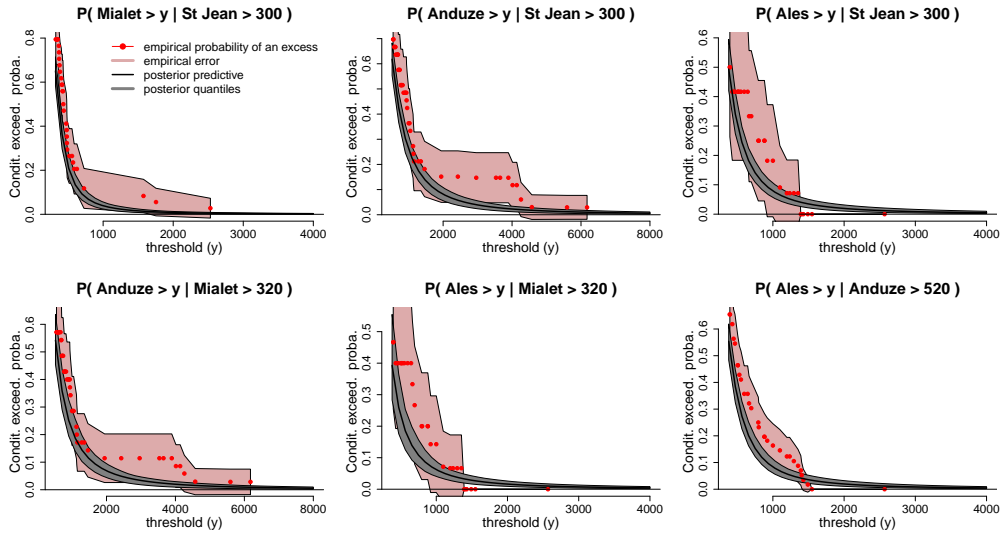 P( Mialet > y | St Jean > 300 )
Condit. exceed. proba.
0.0 0.2 0.4 0.6 0.8
empirical probability of an excess
empirical error
posterior predictive
posterior quantiles
1000 2000 3000 4000
threshold (y)
P( Anduze > y | St Jean > 300 )
Condit. exceed. proba.
0.0 0.2 0.4 0.6
2000 4000 6000 8000
threshold (y)
P( Ales > y | St Jean > 300 )
Condit. exceed. proba.
0.0 0.1 0.2 0.3 0.4 0.5 0.6
1000 2000 3000 4000
threshold (y)
P( Anduze > y | Mialet > 320 )
Condit. exceed. proba.
0.0 0.1 0.2 0.3 0.4 0.5 0.6
2000 4000 6000 8000
threshold (y)
P( Ales > y | Mialet > 320 )
Condit. exceed. proba.
0.0 0.1 0.2 0.3 0.4 0.5
1000 2000 3000 4000
threshold (y)
P( Ales > y | Anduze > 520 )
Condit. exceed. proba.
0.0 0.1 0.2 0.3 0.4 0.5 0.6
1000 2000 3000 4000
threshold (y)